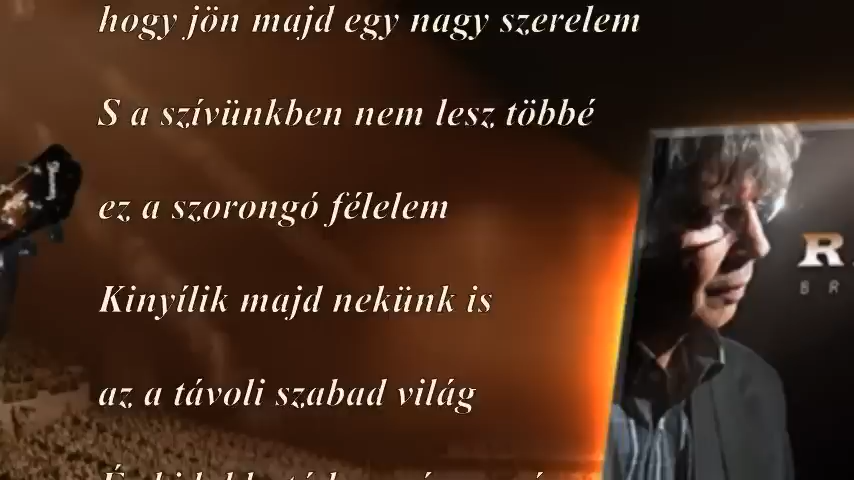 hogy jön majd egy nagy szerelem
S a szívünkben nem lesz többé
ez a szorongó félelem
Kinyílik majd nekünk is
az a távoli szabad világ